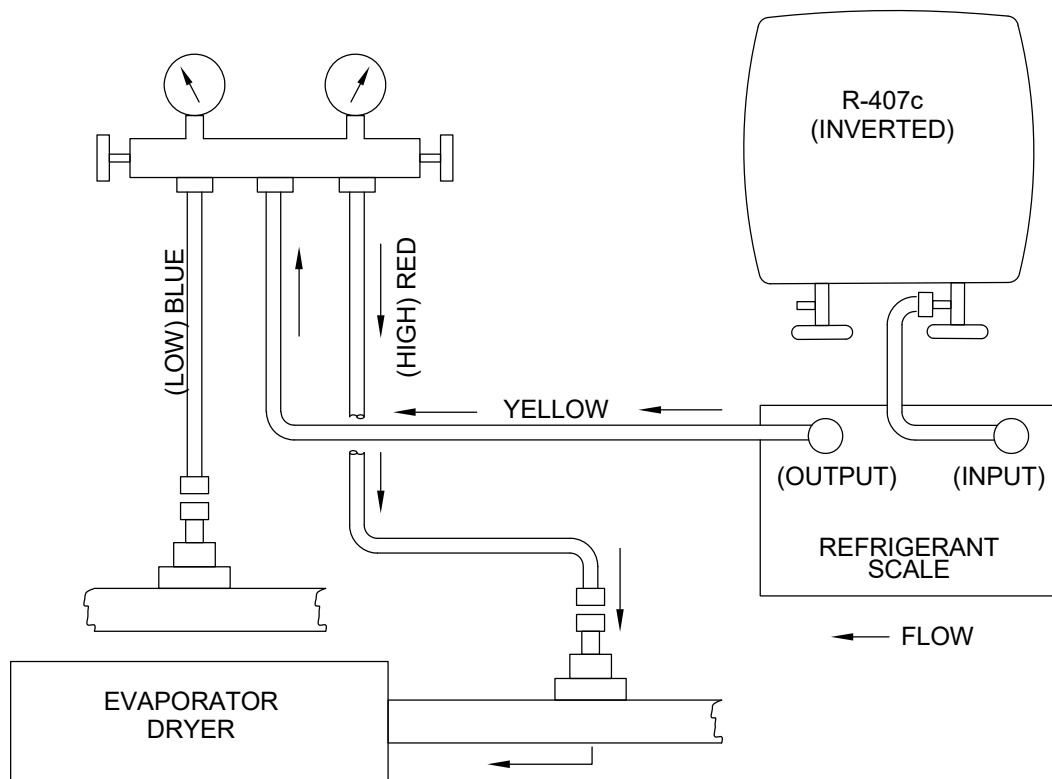 R-407c
(INVERTED)
(LOW) BLUE
(HIGH) RED
YELLOW
(OUTPUT)
(INPUT)
REFRIGERANT
SCALE
FLOW
EVAPORATOR
DRYER